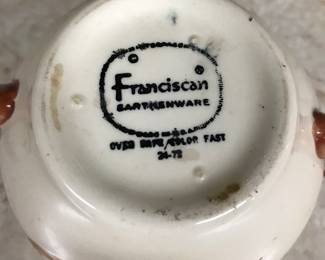 Franciscan
EARTHENWARE
OVEN SAFE/COLOR FAST
24-72